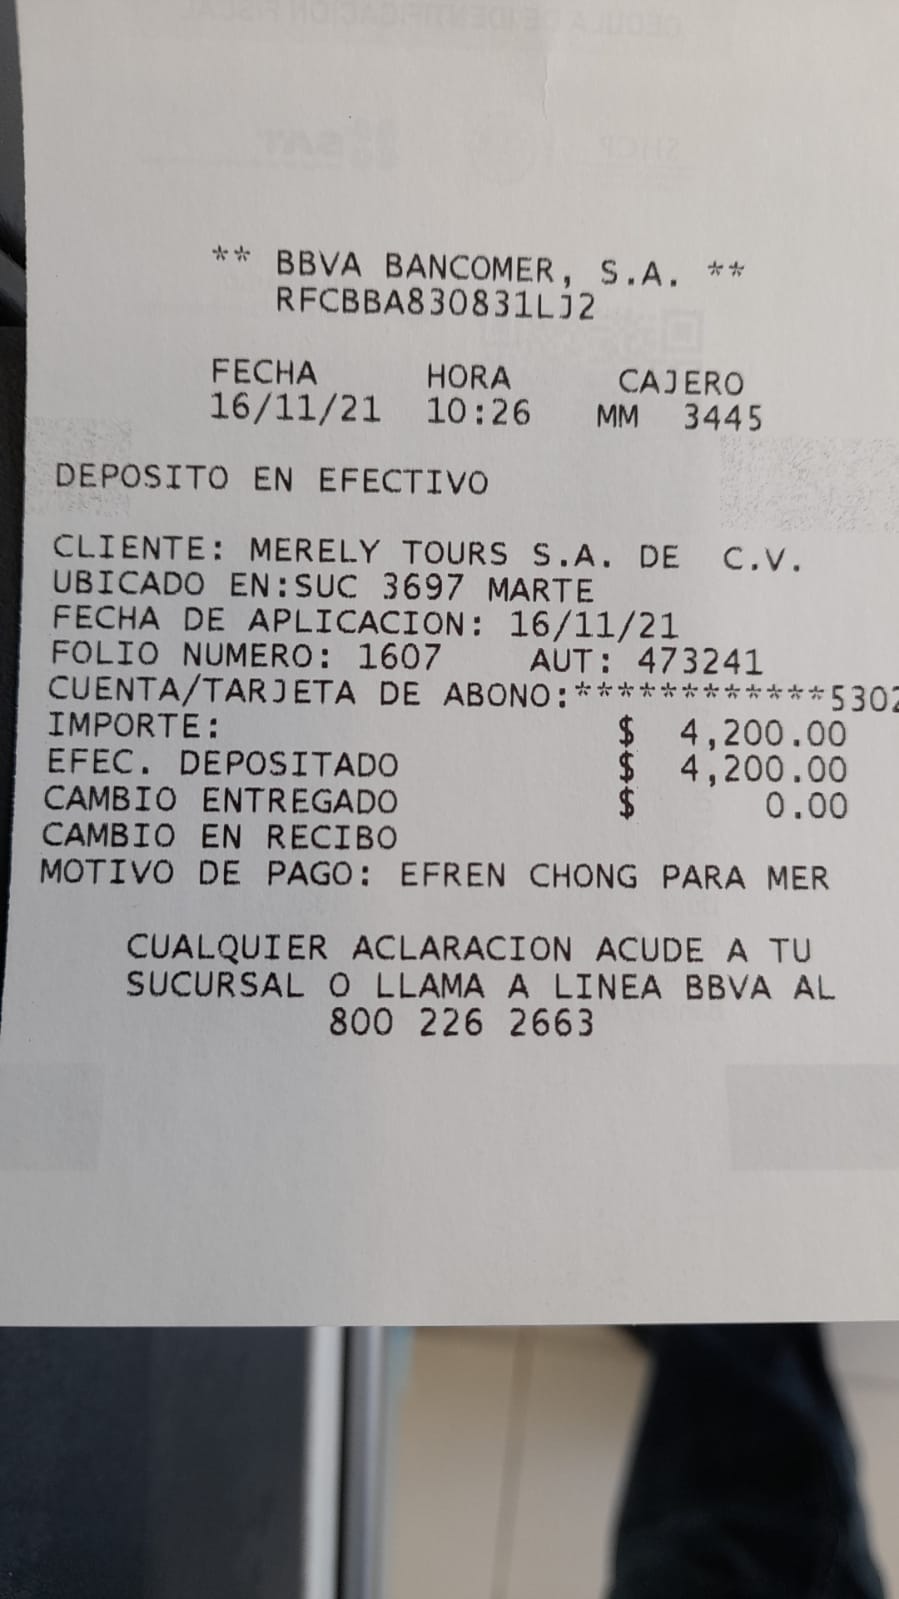 ** BBVA BANCOMER, S.A. **
RFCBBA830831LJ2
FECHA HORA CAJERO
16/11/21 10:26 MM 3445
DEPOSITO EN EFECTIVO
CLIENTE: MERELY TOURS S.A. DE C.V.
UBICADO EN:SUC 3697 MARTE
FECHA DE APLICACION: 16/11/21
FOLIO NUMERO: 1607 AUT: 473241
CUENTA/TARJETA DE ABONO:************5302
IMPORTE: $ 4,200.00
EFEC. DEPOSITADO $ 4,200.00
CAMBIO ENTREGADO $ 0.00
CAMBIO EN RECIBO
MOTIVO DE PAGO: EFREN CHONG PARA MER
CUALQUIER ACLARACION ACUDE A TU
SUCURSAL O LLAMA A LINEA BBVA AL
800 226 2663